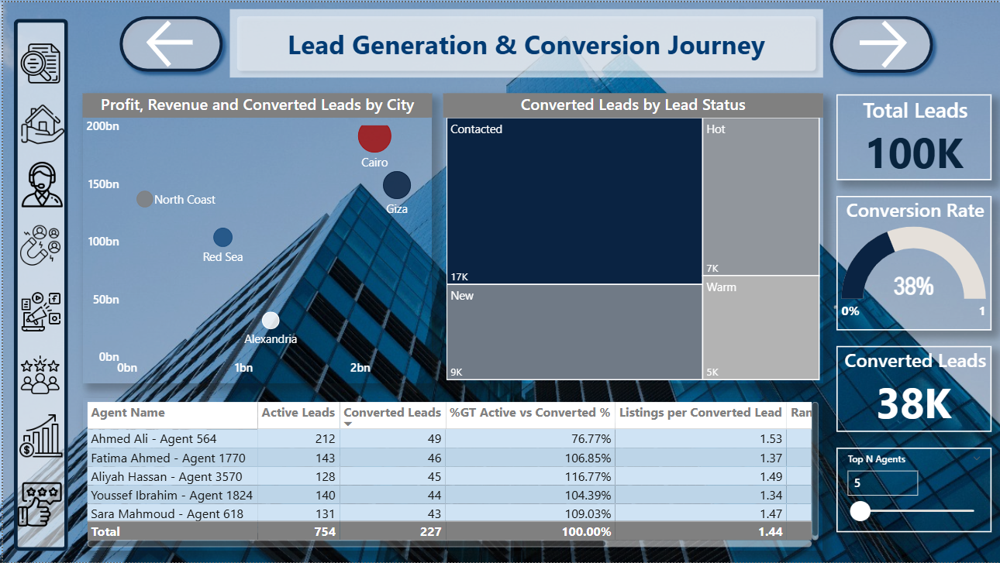 Lead Generation & Conversion Journey
Profit, Revenue and Converted Leads by City
200bn
150bn
100bn
50bn
0bn
0bn
1bn
2bn
Cairo
Giza
North Coast
Red Sea
Alexandria
Converted Leads by Lead Status
Contacted
17K
Hot
7K
New
9K
Warm
5K
Total Leads
100K
Conversion Rate
38%
0%
1
Converted Leads
38K
Agent Name Active Leads Converted Leads %GT Active vs Converted % Listings per Converted Lead Ran
Ahmed Ali - Agent 564 212 49 76.77% 1.53
Fatima Ahmed - Agent 1770 143 46 106.85% 1.37
Aliyah Hassan - Agent 3570 128 45 116.77% 1.49
Youssef Ibrahim - Agent 1824 140 44 104.39% 1.34
Sara Mahmoud - Agent 618 131 43 109.03% 1.47
Total 754 227 100.00% 1.44
Top N Agents
5